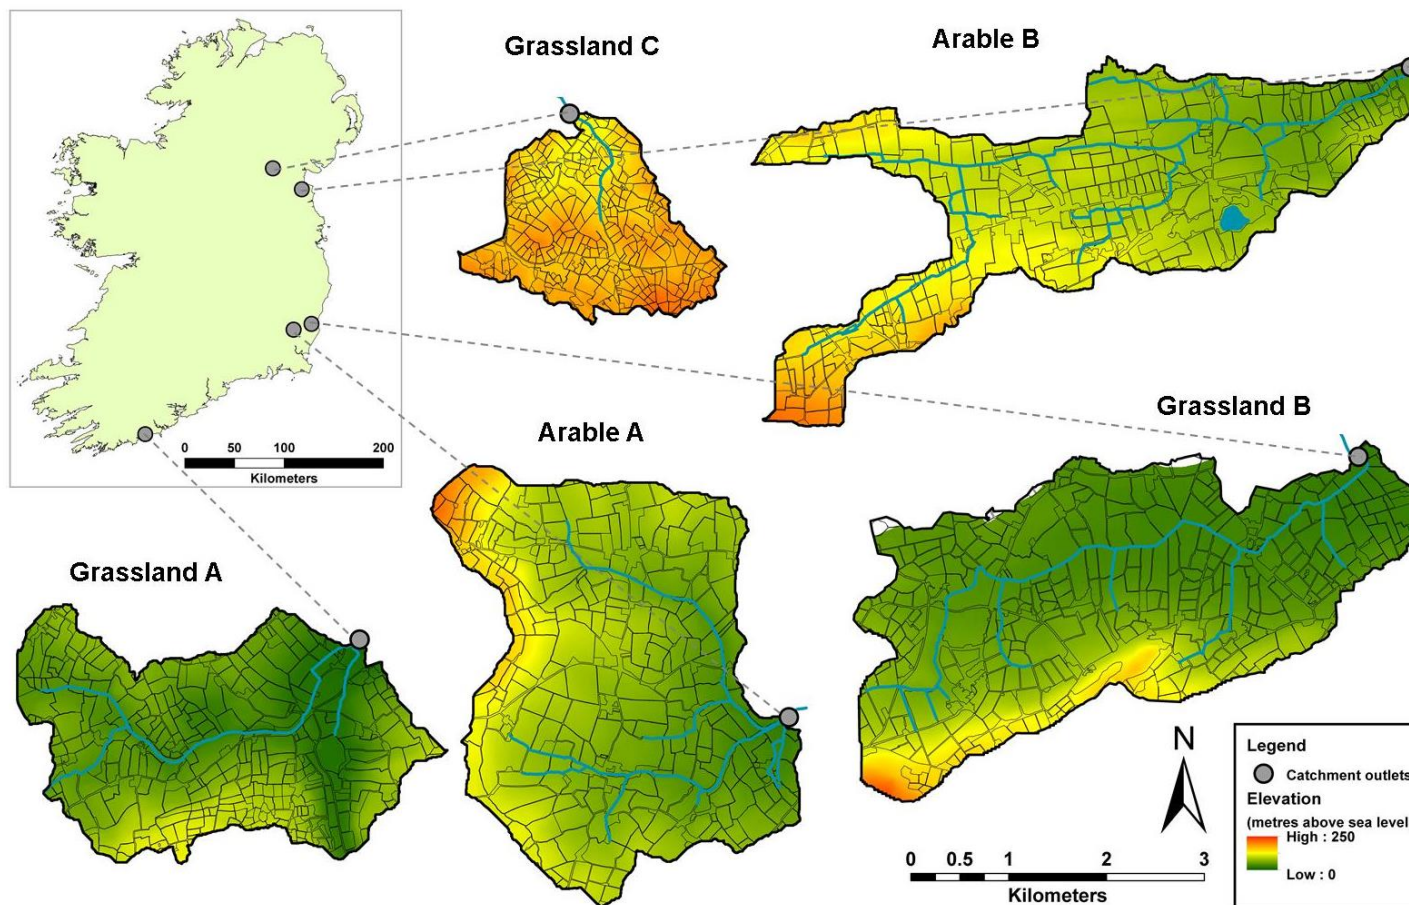 Grassland C
Arable B
0 50 100 200
Kilometers
Arable A
Grassland B
Grassland A
N
0 0.5 1 2 3
Kilometers
Legend
Catchment outlets
Elevation
(metres above sea level
High : 250
Low : 0